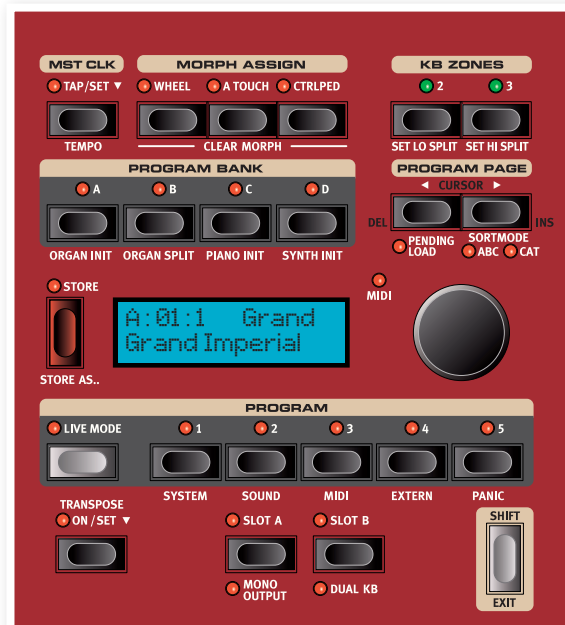 MST CLK MORPH ASSIGN KB ZONES
TAP/SET ▼ WHEEL A TOUCH CTRLPED 2 3
TEMPO CLEAR MORPH SET LO SPLIT SET HI SPLIT
PROGRAM BANK PROGRAM PAGE
A B C D ◄ CURSOR ►
DEL INS
ORGAN INIT ORGAN SPLIT PIANO INIT SYNTH INIT PENDING LOAD SORTMODE ABC CAT
STORE MIDI
A:01:1 Grand
Grand Imperial
STORE AS..
PROGRAM
LIVE MODE 1 2 3 4 5
SYSTEM SOUND MIDI EXTERN PANIC
TRANSPOSE
ON/SET ▼ SLOT A SLOT B SHIFT
MONO OUTPUT DUAL KB EXIT